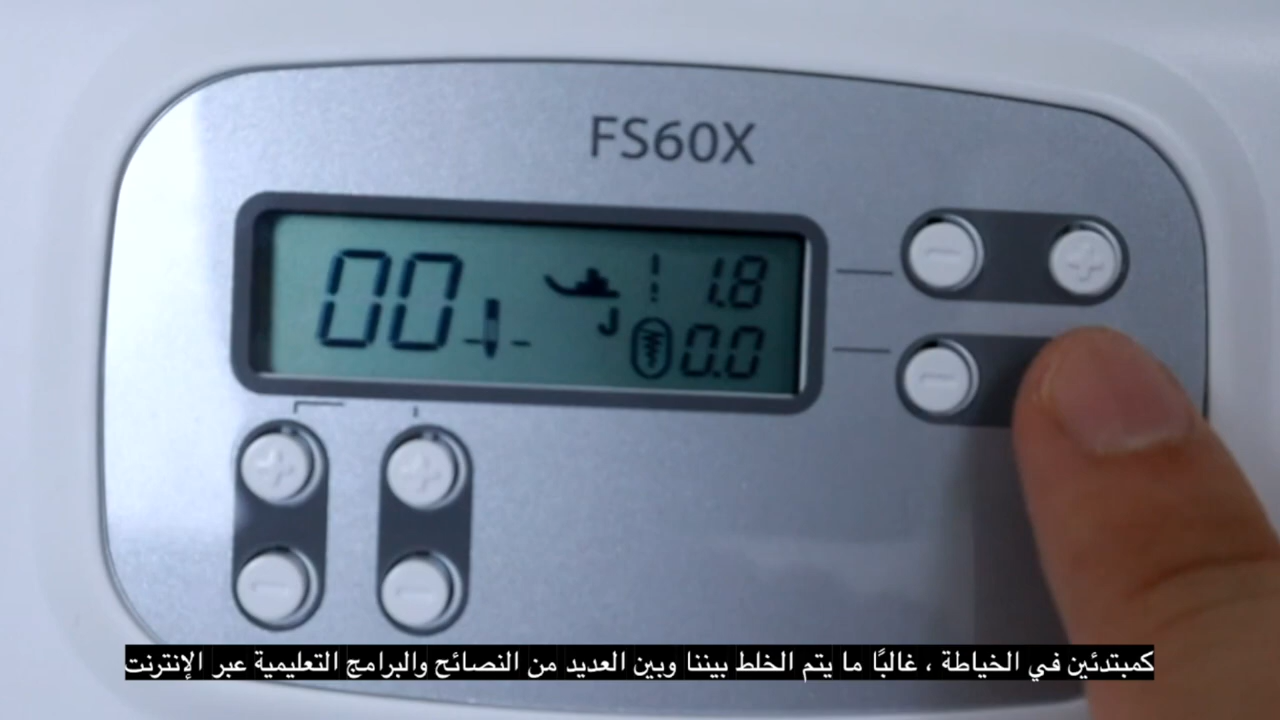 FS60X
00
J
1.8
0.0
كمبتدئين في الخياطة ، غالبًا ما يتم الخلط بيننا وبين العديد من النصائح والبرامج التعليمية عبر الإنترنت